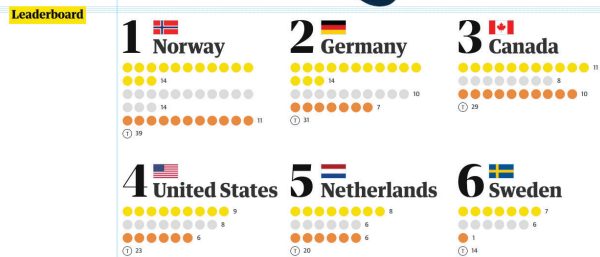 Leaderboard
1 Norway
14
14
11
T 39
2 Germany
14
10
7
T 31
3 Canada
11
8
10
T 29
4 United States
9
8
6
T 23
5 Netherlands
8
6
6
T 20
6 Sweden
7
6
1
T 14